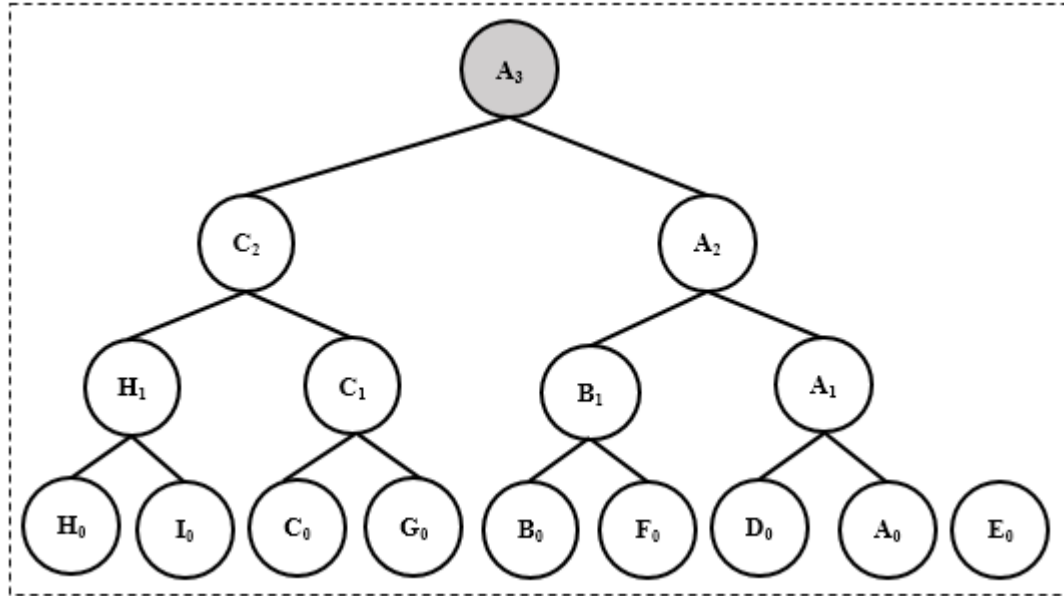 A₃
C₂ A₂
H₁ C₁ B₁ A₁
H₀ I₀ C₀ G₀ B₀ F₀ D₀ A₀ E₀